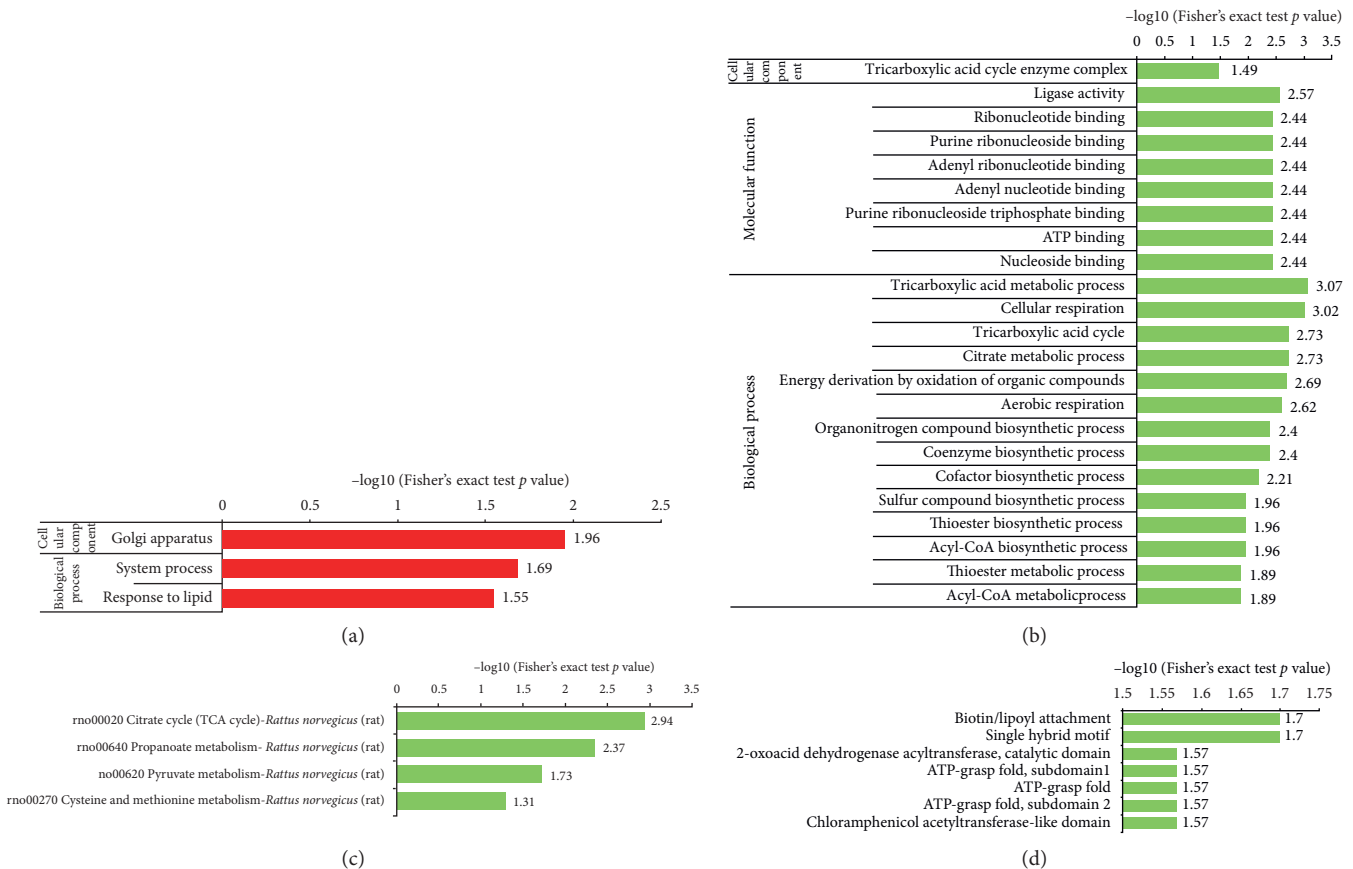 –log10 (Fisher's exact test p value)
0 0.5 1 1.5 2 2.5
Cell
ular
comp
onent
Golgi apparatus 1.96
Biological
process
System process 1.69
Response to lipid 1.55
(a)
–log10 (Fisher's exact test p value)
0 0.5 1 1.5 2 2.5 3 3.5
Cel
ular
com
pon
ent
Tricarboxylic acid cycle enzyme complex 1.49
Molecular function
Ligase activity 2.57
Ribonucleotide binding 2.44
Purine ribonucleoside binding 2.44
Adenyl ribonucleotide binding 2.44
Adenyl nucleotide binding 2.44
Purine ribonucleoside triphosphate binding 2.44
ATP binding 2.44
Nucleoside binding 2.44
Biological process
Tricarboxylic acid metabolic process 3.07
Cellular respiration 3.02
Tricarboxylic acid cycle 2.73
Citrate metabolic process 2.73
Energy derivation by oxidation of organic compounds 2.69
Aerobic respiration 2.62
Organonitrogen compound biosynthetic process 2.4
Coenzyme biosynthetic process 2.4
Cofactor biosynthetic process 2.21
Sulfur compound biosynthetic process 1.96
Thioester biosynthetic process 1.96
Acyl-CoA biosynthetic process 1.96
Thioester metabolic process 1.89
Acyl-CoA metabolicprocess 1.89
(b)
–log10 (Fisher's exact test p value)
0 0.5 1 1.5 2 2.5 3 3.5
rno00020 Citrate cycle (TCA cycle)-Rattus norvegicus (rat) 2.94
rno00640 Propanoate metabolism- Rattus norvegicus (rat) 2.37
no00620 Pyruvate metabolism-Rattus norvegicus (rat) 1.73
rno00270 Cysteine and methionine metabolism-Rattus norvegicus (rat) 1.31
(c)
–log10 (Fisher's exact test p value)
1.5 1.55 1.6 1.65 1.7 1.75
Biotin/lipoyl attachment 1.7
Single hybrid motif 1.7
2-oxoacid dehydrogenase acyltransferase, catalytic domain 1.57
ATP-grasp fold, subdomain1 1.57
ATP-grasp fold 1.57
ATP-grasp fold, subdomain 2 1.57
Chloramphenicol acetyltransferase-like domain 1.57
(d)